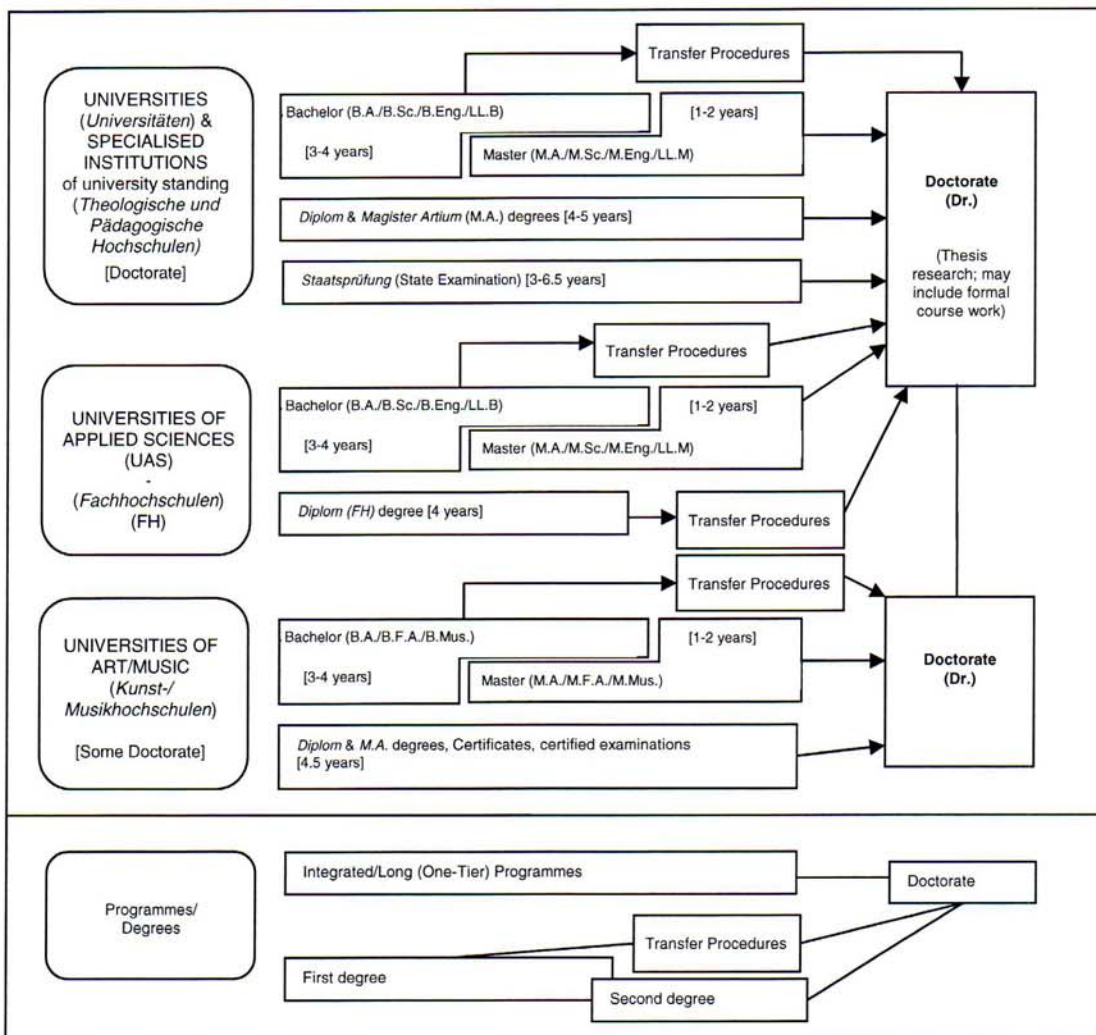 Transfer Procedures
UNIVERSITIES
(Universitäten) &
SPECIALISED
INSTITUTIONS
of university standing
(Theologische und
Pädagogische
Hochschulen)
[Doctorate]
Bachelor (B.A./B.Sc./B.Eng./LL.B)
[3-4 years]
[1-2 years]
Master (M.A./M.Sc./M.Eng./LL.M)
Diplom & Magister Artium (M.A.) degrees [4-5 years]
Staatsprüfung (State Examination) [3-6.5 years]
Doctorate
(Dr.)
(Thesis
research; may
include formal
course work)
Transfer Procedures
UNIVERSITIES OF
APPLIED SCIENCES
(UAS)
-
(Fachhochschulen)
(FH)
Bachelor (B.A./B.Sc./B.Eng./LL.B)
[3-4 years]
[1-2 years]
Master (M.A./M.Sc./M.Eng./LL.M)
Diplom (FH) degree [4 years]
Transfer Procedures
Transfer Procedures
UNIVERSITIES OF
ART/MUSIC
(Kunst-/
Musikhochschulen)
[Some Doctorate]
Bachelor (B.A./B.F.A./B.Mus.)
[3-4 years]
[1-2 years]
Master (M.A./M.F.A./M.Mus.)
Diplom & M.A. degrees, Certificates, certified examinations
[4.5 years]
Doctorate
(Dr.)
Programmes/
Degrees
Integrated/Long (One-Tier) Programmes
Doctorate
Transfer Procedures
First degree
Second degree